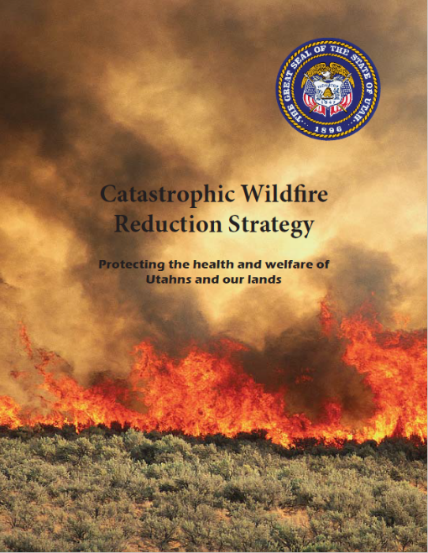 THE GREAT SEAL OF THE STATE OF UTAH
1896
Catastrophic Wildfire
Reduction Strategy
Protecting the health and welfare of
Utahns and our lands